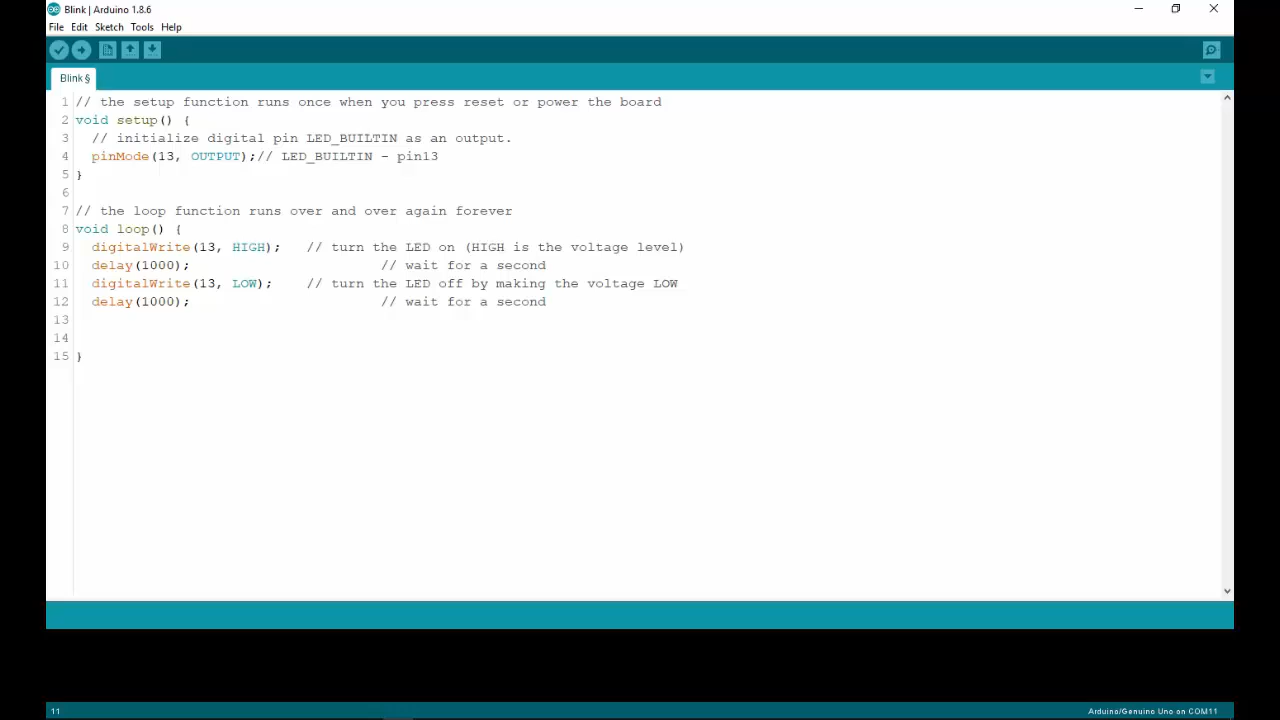 Blink | Arduino 1.8.6
File Edit Sketch Tools Help
Blink §
1 // the setup function runs once when you press reset or power the board
2 void setup() {
3 // initialize digital pin LED_BUILTIN as an output.
4 pinMode(13, OUTPUT);// LED_BUILTIN - pin13
5 }
6
7 // the loop function runs over and over again forever
8 void loop() {
9 digitalWrite(13, HIGH); // turn the LED on (HIGH is the voltage level)
10 delay(1000); // wait for a second
11 digitalWrite(13, LOW); // turn the LED off by making the voltage LOW
12 delay(1000); // wait for a second
13
14
15 }
11 Arduino/Genuino Uno on COM11